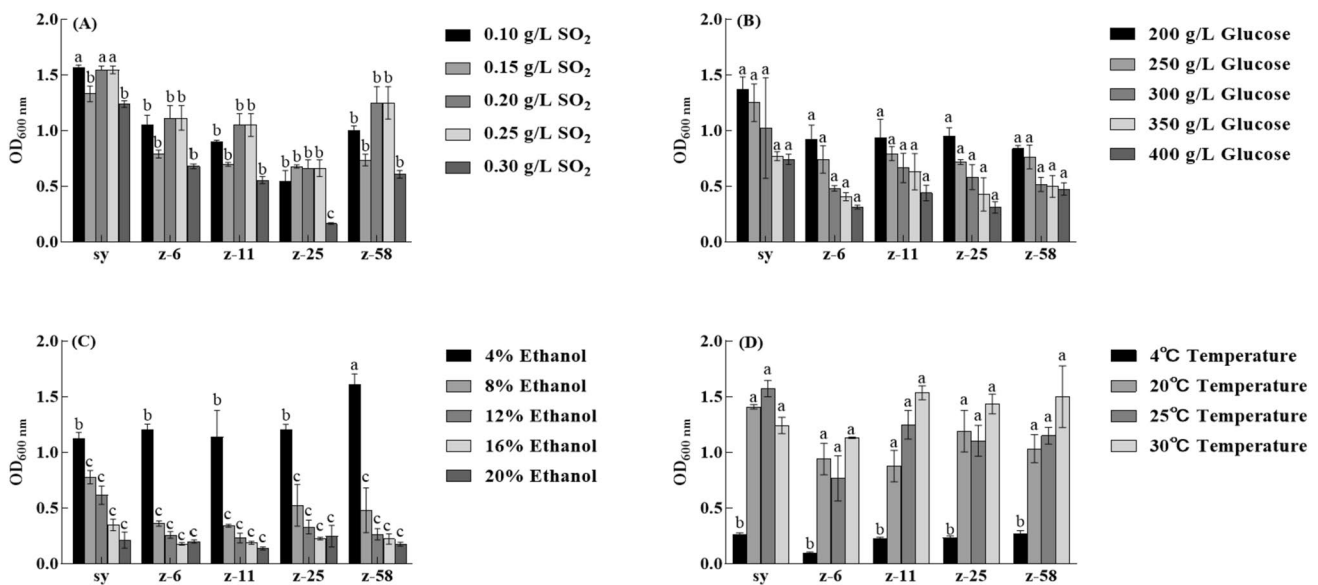 (A)
OD600 nm
2.0
1.5
1.0
0.5
0.0
a b a a b
b b b b b
b b b b b
b b b b c
b b b b b
sy z-6 z-11 z-25 z-58
0.10 g/L SO2
0.15 g/L SO2
0.20 g/L SO2
0.25 g/L SO2
0.30 g/L SO2
(B)
OD600 nm
2.0
1.5
1.0
0.5
0.0
a a a a a
a a a a a
a a a a a
a a a a a
a a a a a
sy z-6 z-11 z-25 z-58
200 g/L Glucose
250 g/L Glucose
300 g/L Glucose
350 g/L Glucose
400 g/L Glucose
(C)
OD600 nm
2.0
1.5
1.0
0.5
0.0
b c c c c
b c c c c
b c c c c
b c c c c
a c c c c
sy z-6 z-11 z-25 z-58
4% Ethanol
8% Ethanol
12% Ethanol
16% Ethanol
20% Ethanol
(D)
OD600 nm
2.0
1.5
1.0
0.5
0.0
b a a a
b a a a
b a a a
b a a a
b a a a
sy z-6 z-11 z-25 z-58
4°C Temperature
20°C Temperature
25°C Temperature
30°C Temperature